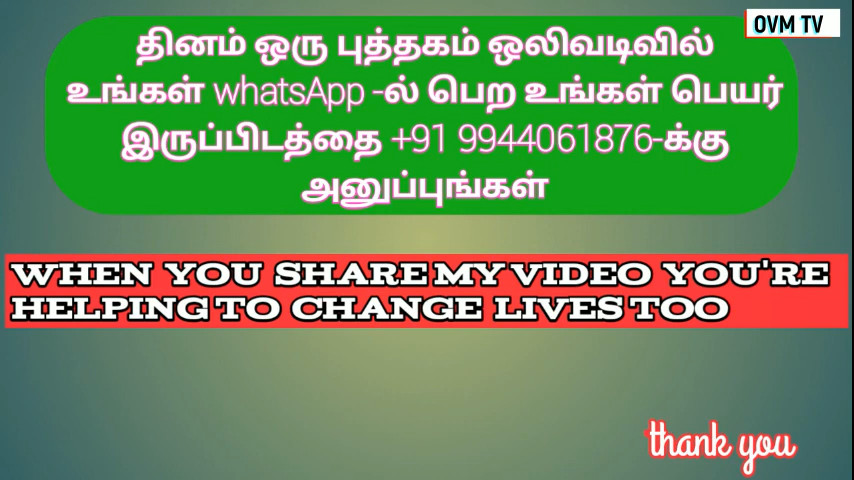 OVM TV
தினம் ஒரு புத்தகம் ஒலிவடிவில்
உங்கள் whatsApp -ல் பெற உங்கள் பெயர்
இருப்பிடத்தை +91 9944061876-க்கு
அனுப்புங்கள்
WHEN YOU SHARE MY VIDEO YOU'RE
HELPING TO CHANGE LIVES TOO
thank you